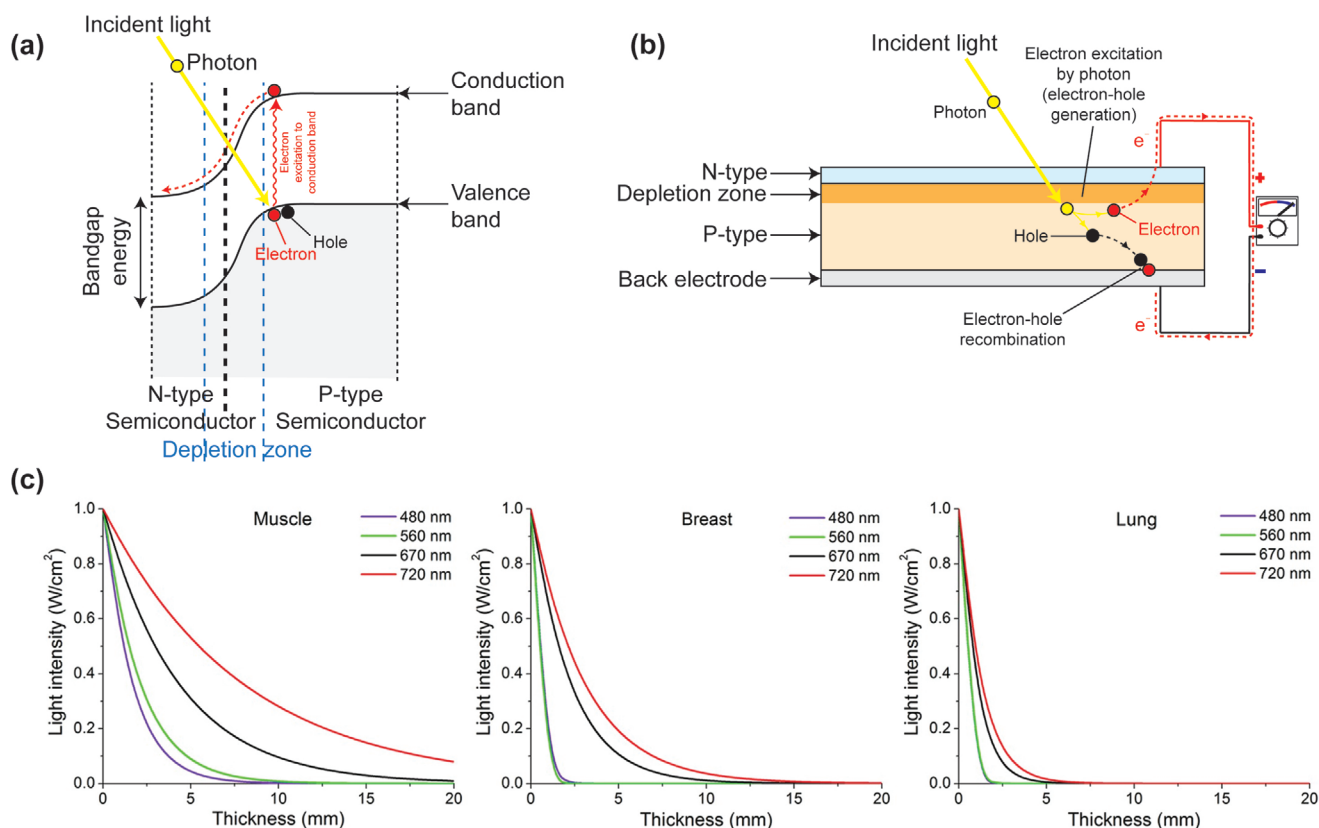 (a)
Incident light
Photon
Conduction
band
Electron
excitation to
conduction band
Valence
band
Bandgap
energy
Hole
Electron
N-type
Semiconductor
P-type
Semiconductor
Depletion zone
(b)
Incident light
Electron excitation
by photon
(electron-hole
generation)
Photon
e⁻
N-type
Depletion zone
P-type
Back electrode
Hole
Electron
+
−
Electron-hole
recombination
e⁻
(c)
Muscle
480 nm
560 nm
670 nm
720 nm
Light intensity (W/cm²)
1.0
0.8
0.6
0.4
0.2
0.0
0
5
10
15
20
Thickness (mm)
Breast
480 nm
560 nm
670 nm
720 nm
Light intensity (W/cm²)
1.0
0.8
0.6
0.4
0.2
0.0
0
5
10
15
20
Thickness (mm)
Lung
480 nm
560 nm
670 nm
720 nm
Light intensity (W/cm²)
1.0
0.8
0.6
0.4
0.2
0.0
0
5
10
15
20
Thickness (mm)